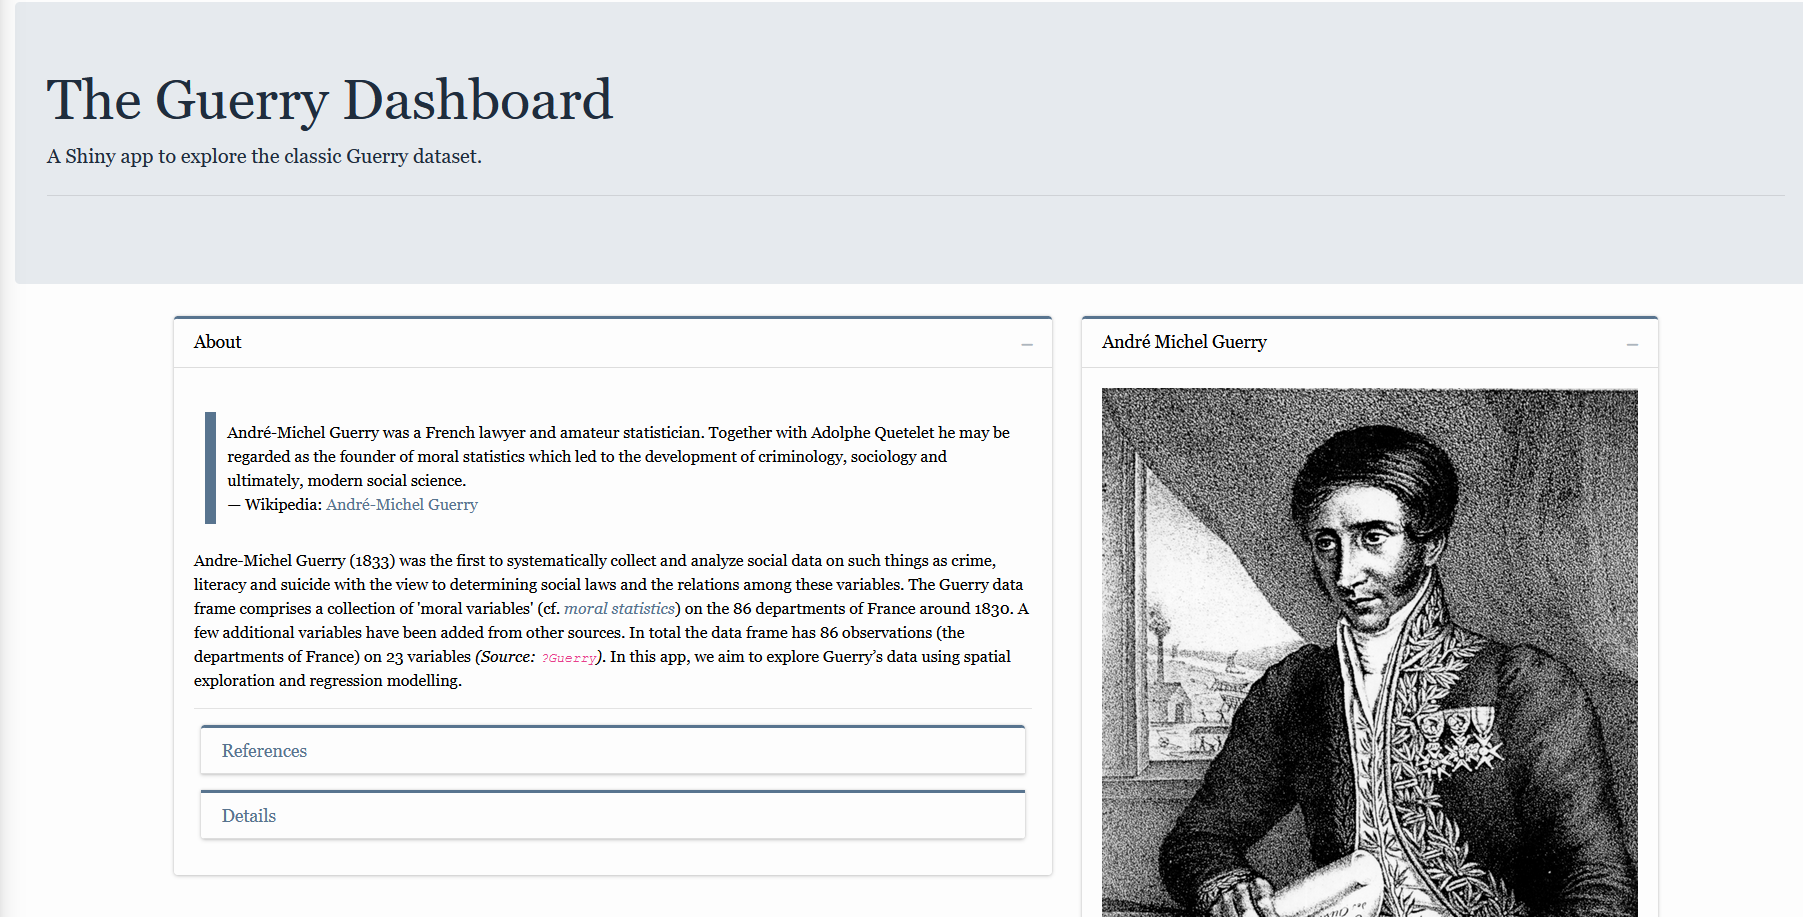 The Guerry Dashboard
A Shiny app to explore the classic Guerry dataset.
About
André-Michel Guerry was a French lawyer and amateur statistician. Together with Adolphe Quetelet he may be
regarded as the founder of moral statistics which led to the development of criminology, sociology and
ultimately, modern social science.
— Wikipedia: André-Michel Guerry
Andre-Michel Guerry (1833) was the first to systematically collect and analyze social data on such things as crime,
literacy and suicide with the view to determining social laws and the relations among these variables. The Guerry data
frame comprises a collection of 'moral variables' (cf. moral statistics) on the 86 departments of France around 1830. A
few additional variables have been added from other sources. In total the data frame has 86 observations (the
departments of France) on 23 variables (Source: ?Guerry). In this app, we aim to explore Guerry’s data using spatial
exploration and regression modelling.
References
Details
André Michel Guerry